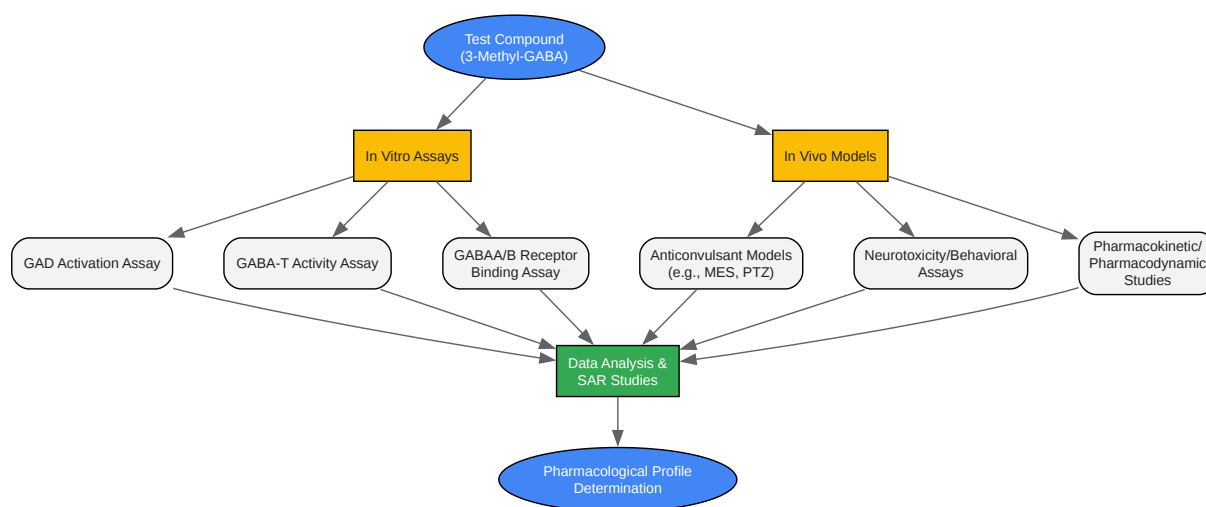 Test Compound
(3-Methyl-GABA)
In Vitro Assays
In Vivo Models
GAD Activation Assay
GABA-T Activity Assay
GABAA/B Receptor
Binding Assay
Anticonvulsant Models
(e.g., MES, PTZ)
Neurotoxicity/Behavioral
Assays
Pharmacokinetic/
Pharmacodynamic
Studies
Data Analysis &
SAR Studies
Pharmacological Profile
Determination